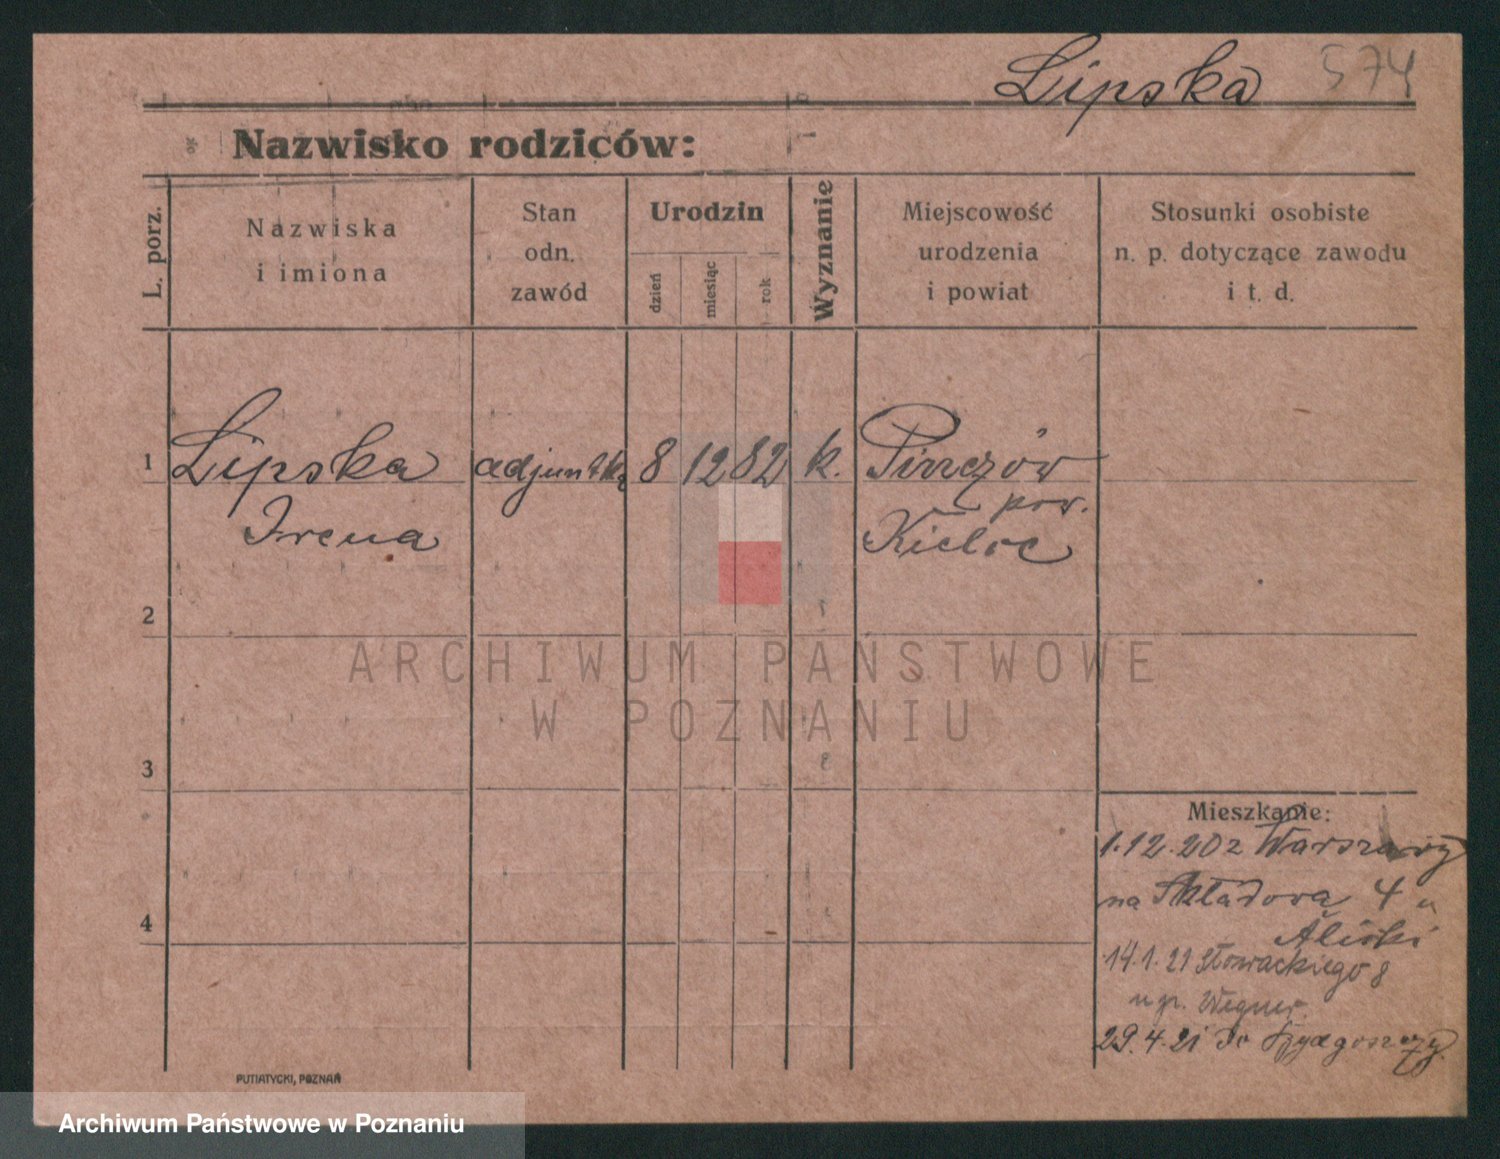 Lipska 574
Nazwisko rodziców:
L. porz.
Nazwiska
i imiona
Stan
odn.
zawód
Urodzin
dzień
miesiąc
rok
Wyznanie
Miejscowość
urodzenia
i powiat
Stosunki osobiste
n. p. dotyczące zawodu
i t. d.
1 Lipska adjuntka 8 12 82 k. Pinczów
pow.
Irena Kielce
2
3
4
ARCHIWUM PAŃSTWOWE
W POZNANIU
Mieszkanie:
1.12.20 z Warszawy
na Składowa 4 u
14.1.21 Słowackiego 8
u p. Wegner.
29.4.21 do Bydgoszczy
PUTIATYCKI, POZNAŃ
Archiwum Państwowe w Poznaniu